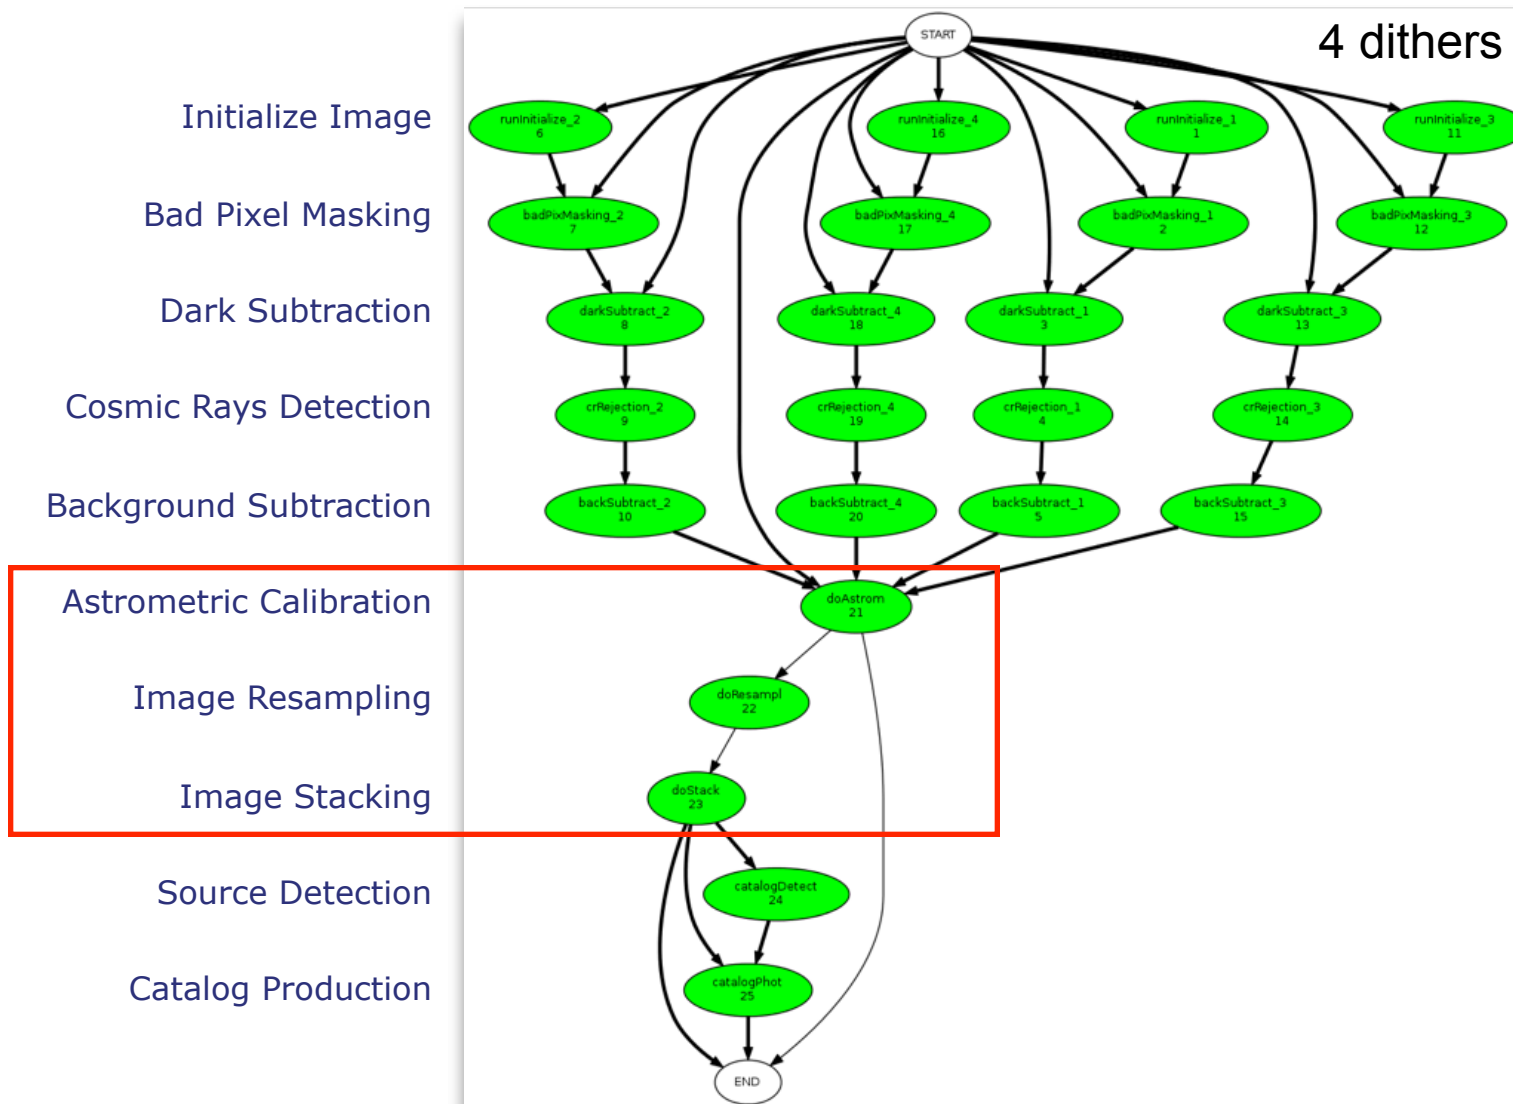 START
4 dithers
Initialize Image
runInitialize_2
6
runInitialize_4
16
runInitialize_1
1
runInitialize_3
11
Bad Pixel Masking
badPixMasking_2
7
badPixMasking_4
17
badPixMasking_1
2
badPixMasking_3
12
Dark Subtraction
darkSubtract_2
8
darkSubtract_4
18
darkSubtract_1
3
darkSubtract_3
13
Cosmic Rays Detection
crRejection_2
9
crRejection_4
19
crRejection_1
4
crRejection_3
14
Background Subtraction
backSubtract_2
10
backSubtract_4
20
backSubtract_1
5
backSubtract_3
15
Astrometric Calibration
doAstrom
21
Image Resampling
doResampl
22
Image Stacking
doStack
23
Source Detection
catalogDetect
24
Catalog Production
catalogPhot
25
END